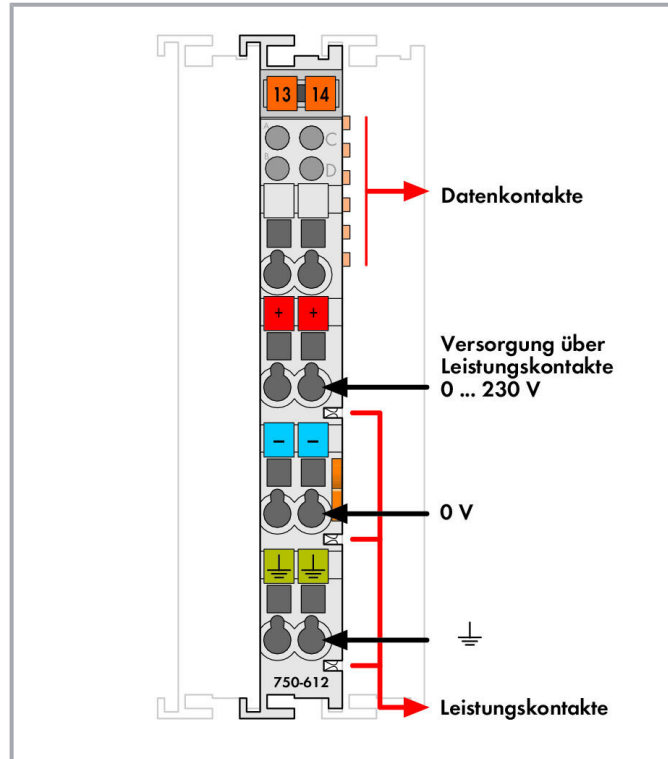 13 14
A C
B D
Datenkontakte
+ +
Versorgung über
Leistungskontakte
0 ... 230 V
− −
0 V
750-612
Leistungskontakte